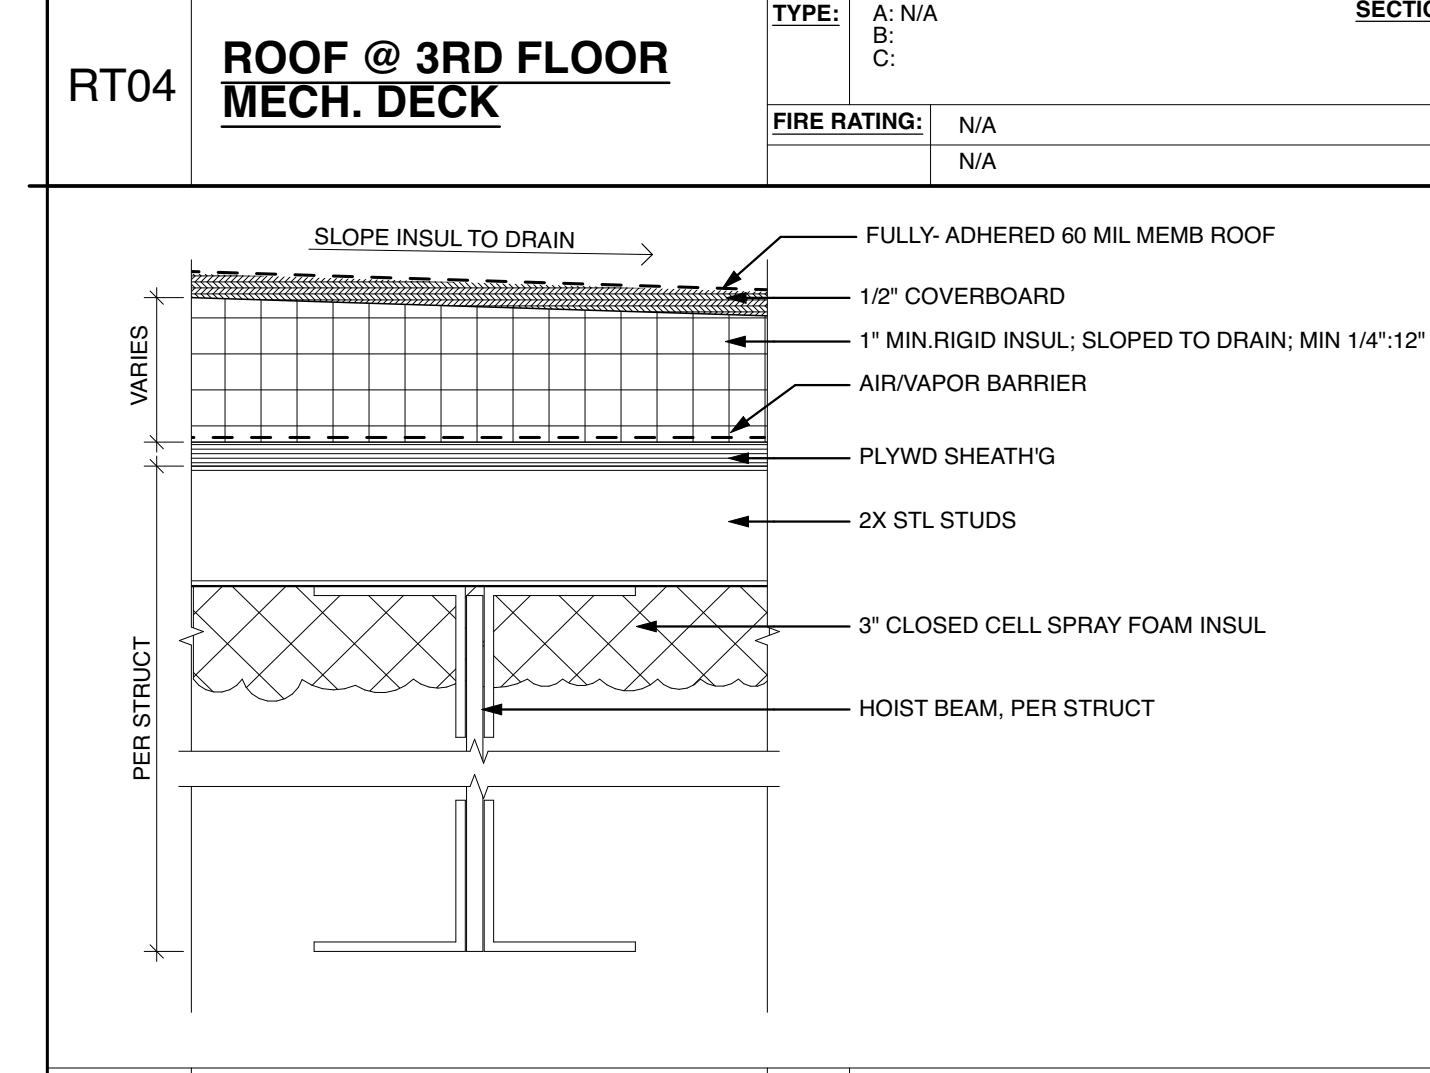 RT04
ROOF @ 3RD FLOOR
MECH. DECK
TYPE:
A: N/A
B:
C:
FIRE RATING:
N/A
N/A
SLOPE INSUL TO DRAIN
FULLY- ADHERED 60 MIL MEMB ROOF
1/2" COVERBOARD
1" MIN.RIGID INSUL; SLOPED TO DRAIN; MIN 1/4":12"
AIR/VAPOR BARRIER
PLYWD SHEATH'G
2X STL STUDS
3" CLOSED CELL SPRAY FOAM INSUL
HOIST BEAM, PER STRUCT
VARIES
PER STRUCT